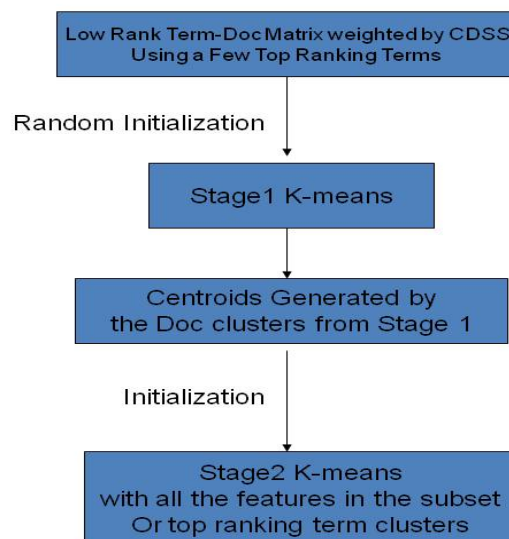 Low Rank Term-Doc Matrix weighted by CDSS
Using a Few Top Ranking Terms
Random Initialization
Stage1 K-means
Centroids Generated by
the Doc clusters from Stage 1
Initialization
Stage2 K-means
with all the features in the subset
Or top ranking term clusters